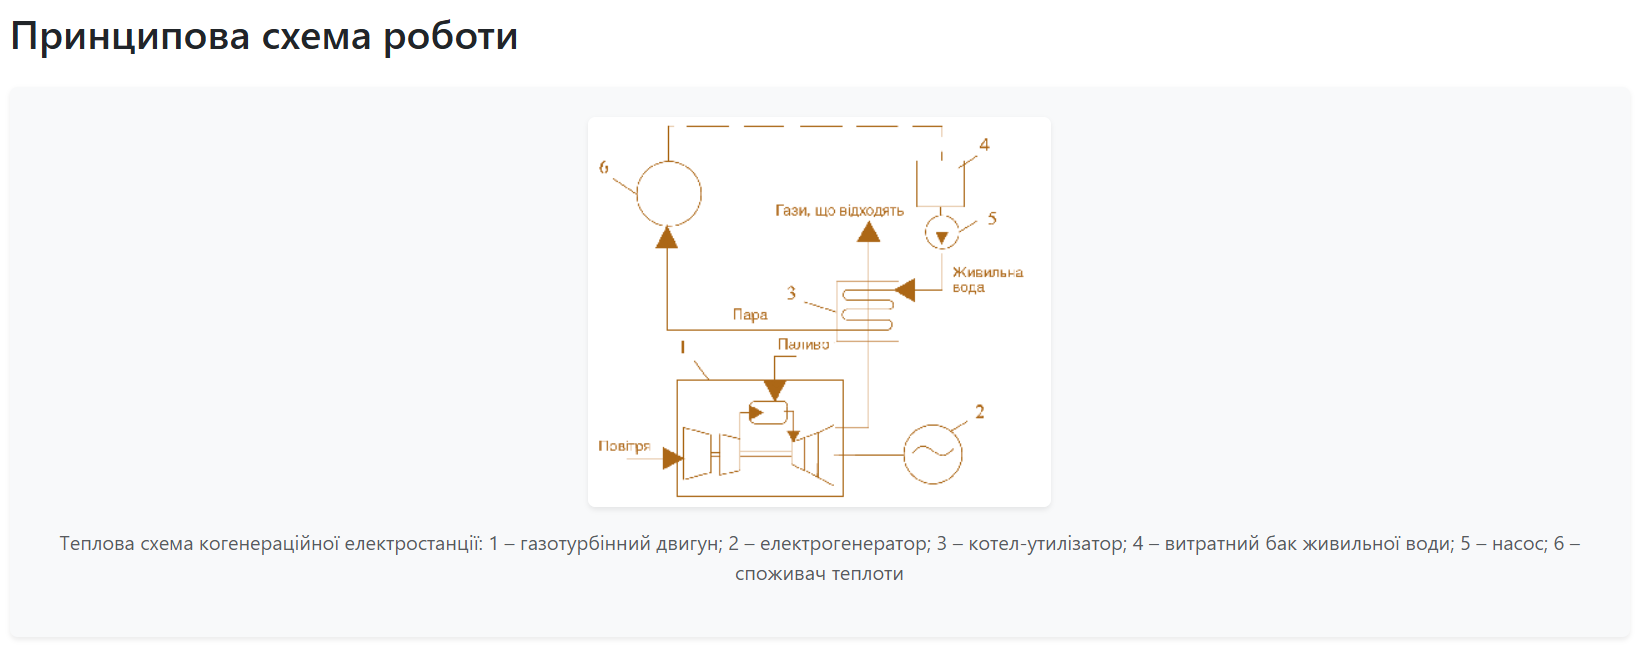 Принципова схема роботи
4
6
Гази, що відходять
5
Живильна
вода
3
Пара
1
Паливо
2
Повітря
Теплова схема когенераційної електростанції: 1 – газотурбінний двигун; 2 – електрогенератор; 3 – котел-утилізатор; 4 – витратний бак живильної води; 5 – насос; 6 –
споживач теплоти